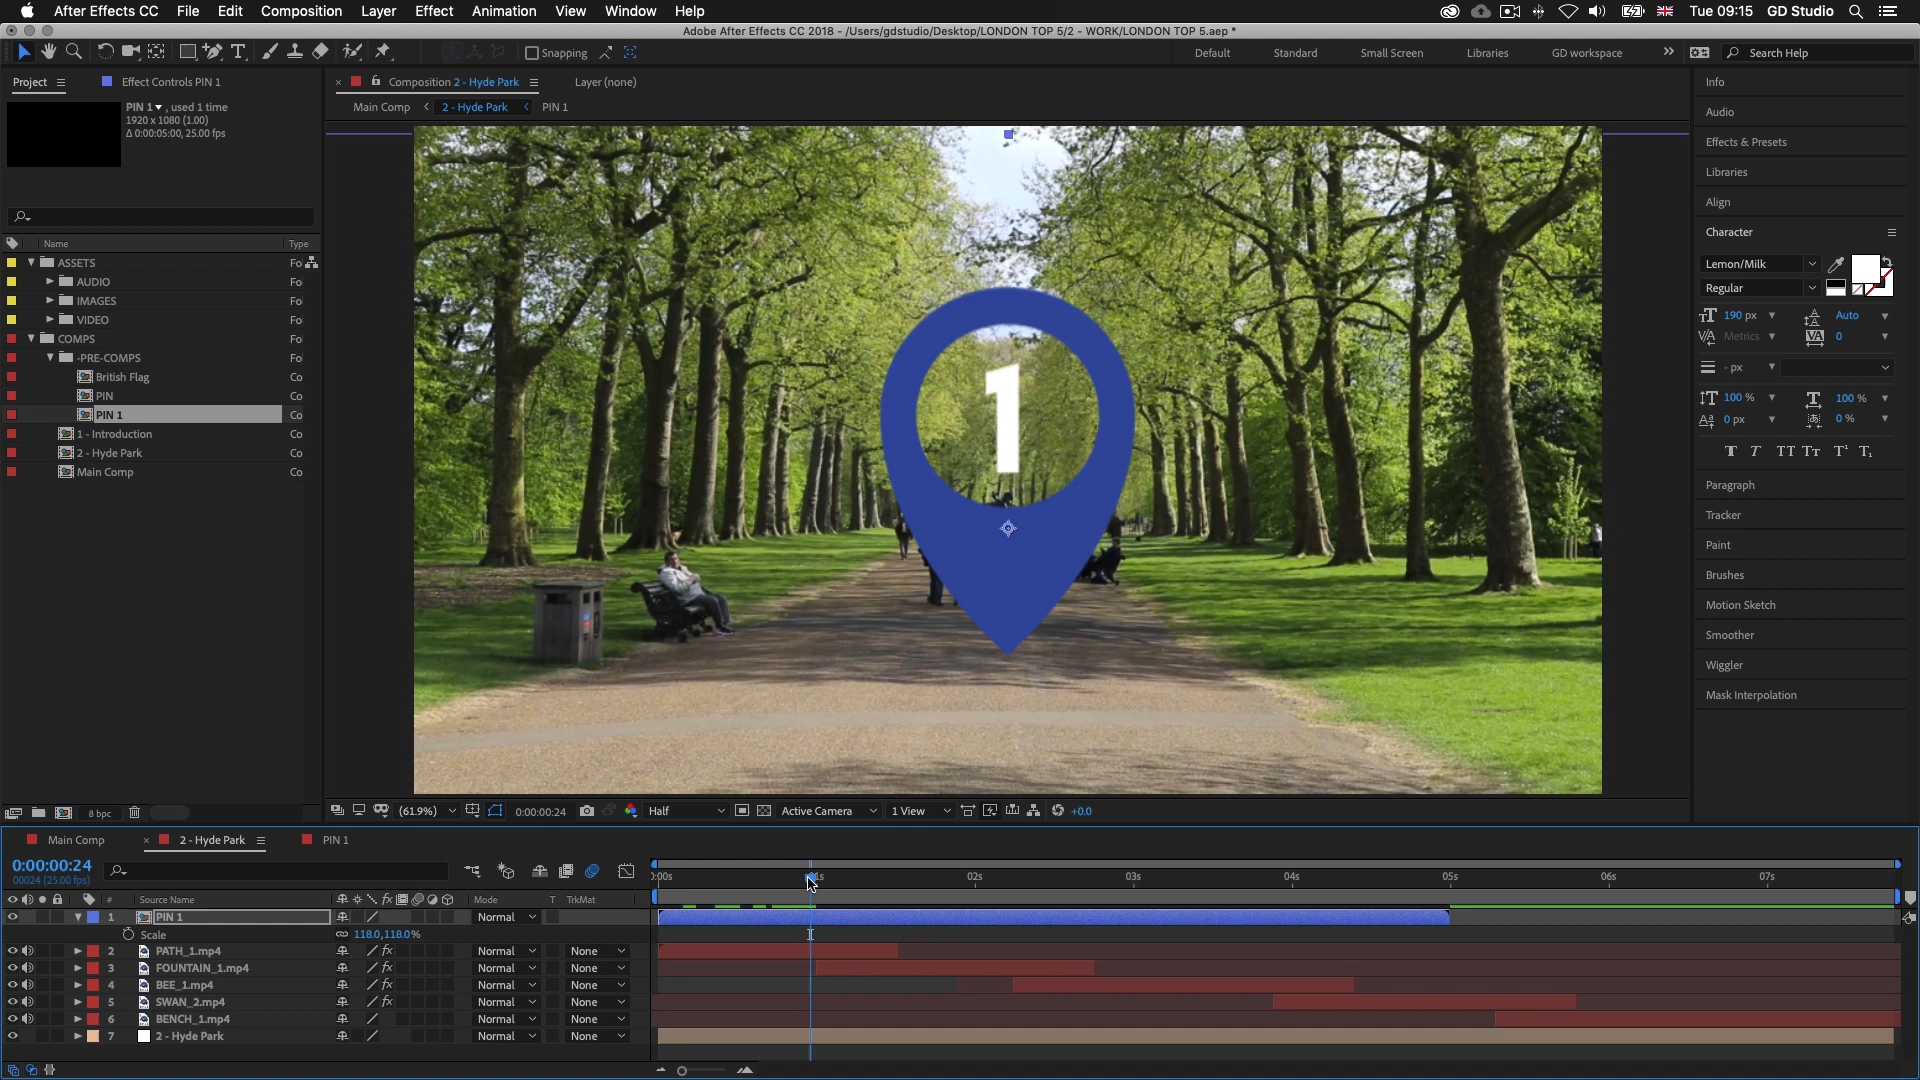 After Effects CC File Edit Composition Layer Effect Animation View Window Help Tue 09:15 GD Studio
Adobe After Effects CC 2018 - /Users/gdstudio/Desktop/LONDON TOP 5/2 - WORK/LONDON TOP 5.aep *
Snapping Default Standard Small Screen Libraries GD workspace Search Help
Project Effect Controls PIN 1 Composition 2 - Hyde Park Layer (none) Info
PIN 1 , used 1 time Main Comp 2 - Hyde Park PIN 1
1920 x 1080 (1.00) Audio
Δ 0:00:05:00, 25.00 fps
Effects & Presets
Libraries
Align
Character
Name Type
ASSETS Fo
AUDIO Fo
IMAGES Fo
VIDEO Fo
COMPS Fo
-PRE-COMPS Fo
British Flag Co
PIN Co
PIN 1 Co
1 - Introduction Co
2 - Hyde Park Co
Main Comp Co
1
Lemon/Milk
Regular
190 px Auto
Metrics 0
- px
100 % 100 %
0 px 0 %
T T TT Tt T¹ T₁
Paragraph
Tracker
Paint
Brushes
Motion Sketch
Smoother
Wiggler
Mask Interpolation
8 bpc (61.9%) 0:00:00:24 Half Active Camera 1 View +0.0
Main Comp 2 - Hyde Park PIN 1
0:00:00:24
00024 (25.00 fps)
0:00s 01s 02s 03s 04s 05s 06s 07s
# Source Name Mode T TrkMat
1 PIN 1 Normal
Scale 118.0,118.0%
2 PATH_1.mp4 Normal None
3 FOUNTAIN_1.mp4 Normal None
4 BEE_1.mp4 Normal None
5 SWAN_2.mp4 Normal None
6 BENCH_1.mp4 Normal None
7 2 - Hyde Park Normal None